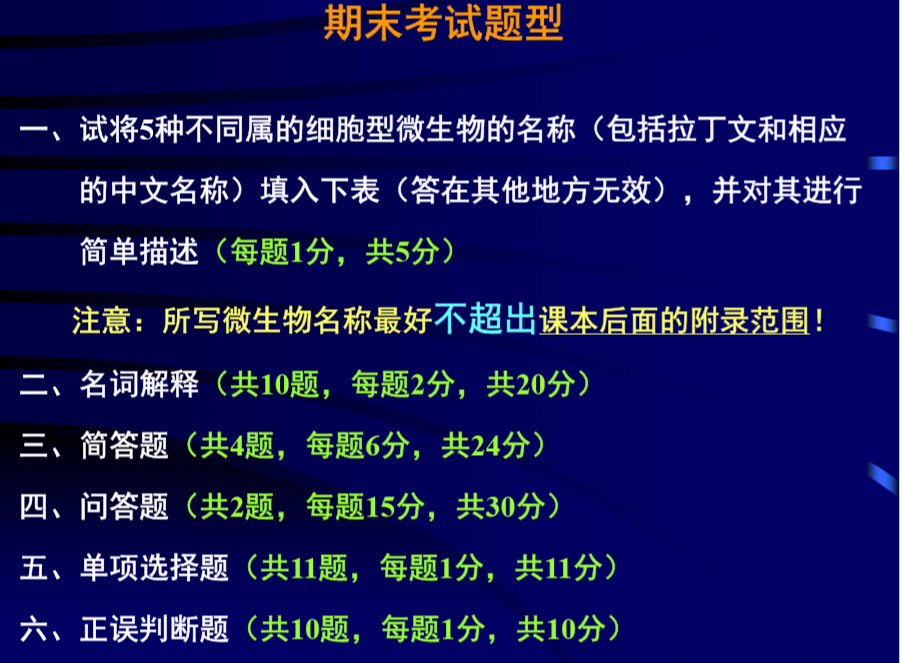 期末考试题型
一、试将5种不同属的细胞型微生物的名称（包括拉丁文和相应
的中文名称）填入下表（答在其他地方无效），并对其进行
简单描述（每题1分，共5分）
注意：所写微生物名称最好不超出课本后面的附录范围！
二、名词解释（共10题，每题2分，共20分）
三、简答题（共4题，每题6分，共24分）
四、问答题（共2题，每题15分，共30分）
五、单项选择题（共11题，每题1分，共11分）
六、正误判断题（共10题，每题1分，共10分）